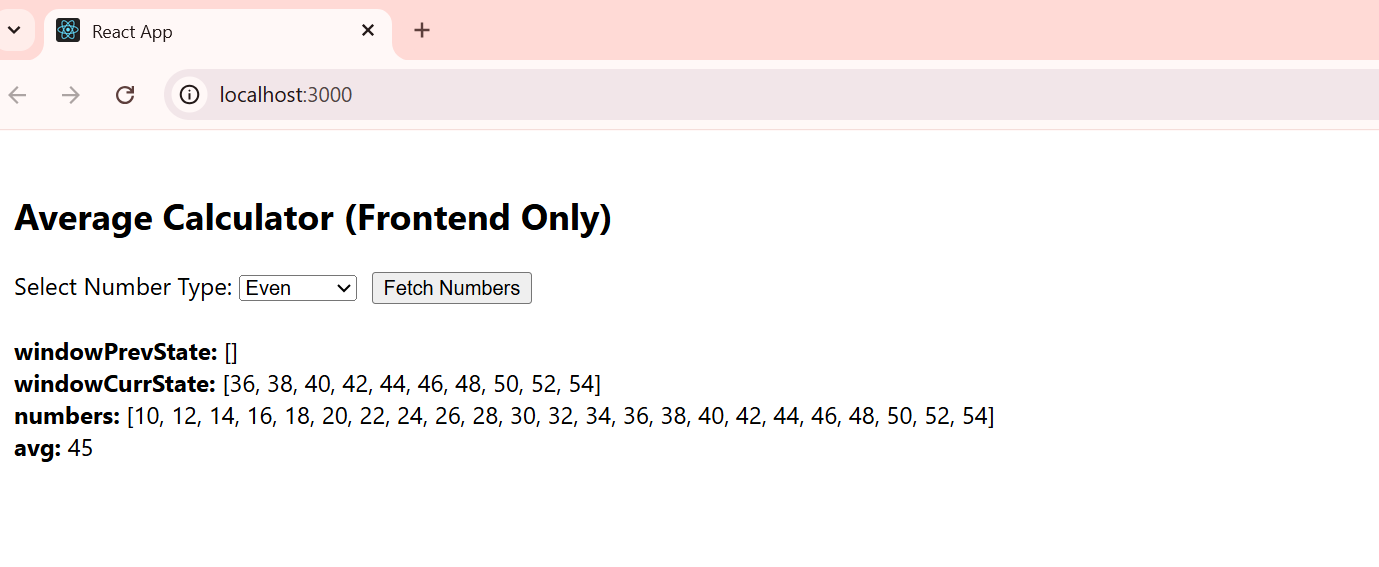 React App
localhost:3000
Average Calculator (Frontend Only)
Select Number Type: Even Fetch Numbers
windowPrevState: []
windowCurrState: [36, 38, 40, 42, 44, 46, 48, 50, 52, 54]
numbers: [10, 12, 14, 16, 18, 20, 22, 24, 26, 28, 30, 32, 34, 36, 38, 40, 42, 44, 46, 48, 50, 52, 54]
avg: 45